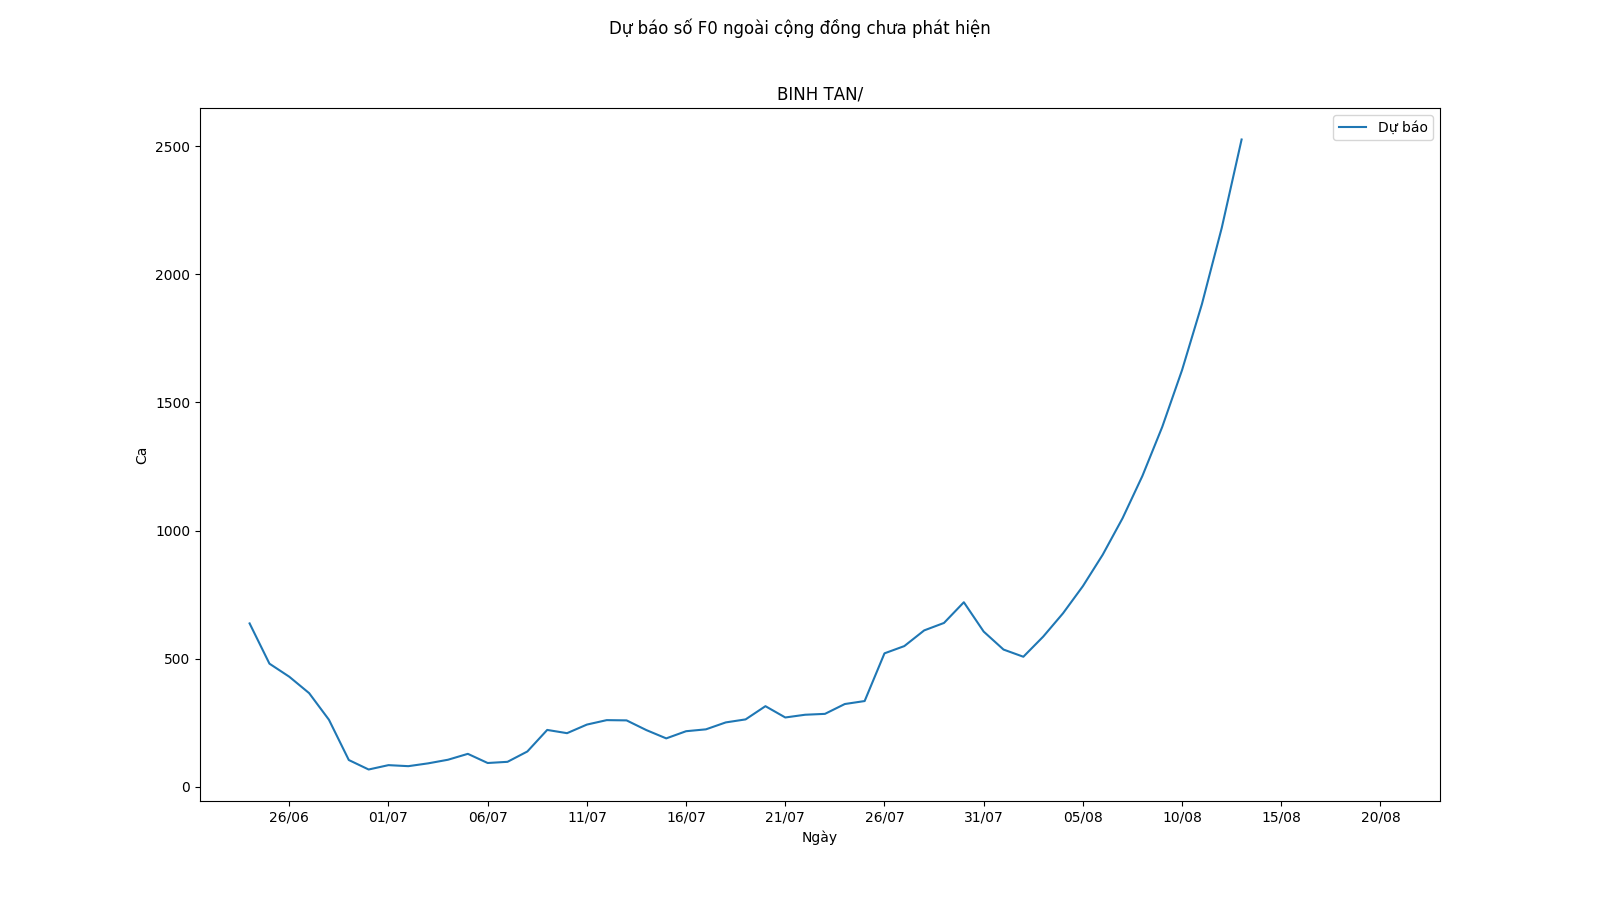 Dự báo số F0 ngoài cộng đồng chưa phát hiện
BINH TAN/
Dự báo
2500
2000
1500
1000
500
0
Ca
26/06 01/07 06/07 11/07 16/07 21/07 26/07 31/07 05/08 10/08 15/08 20/08
Ngày